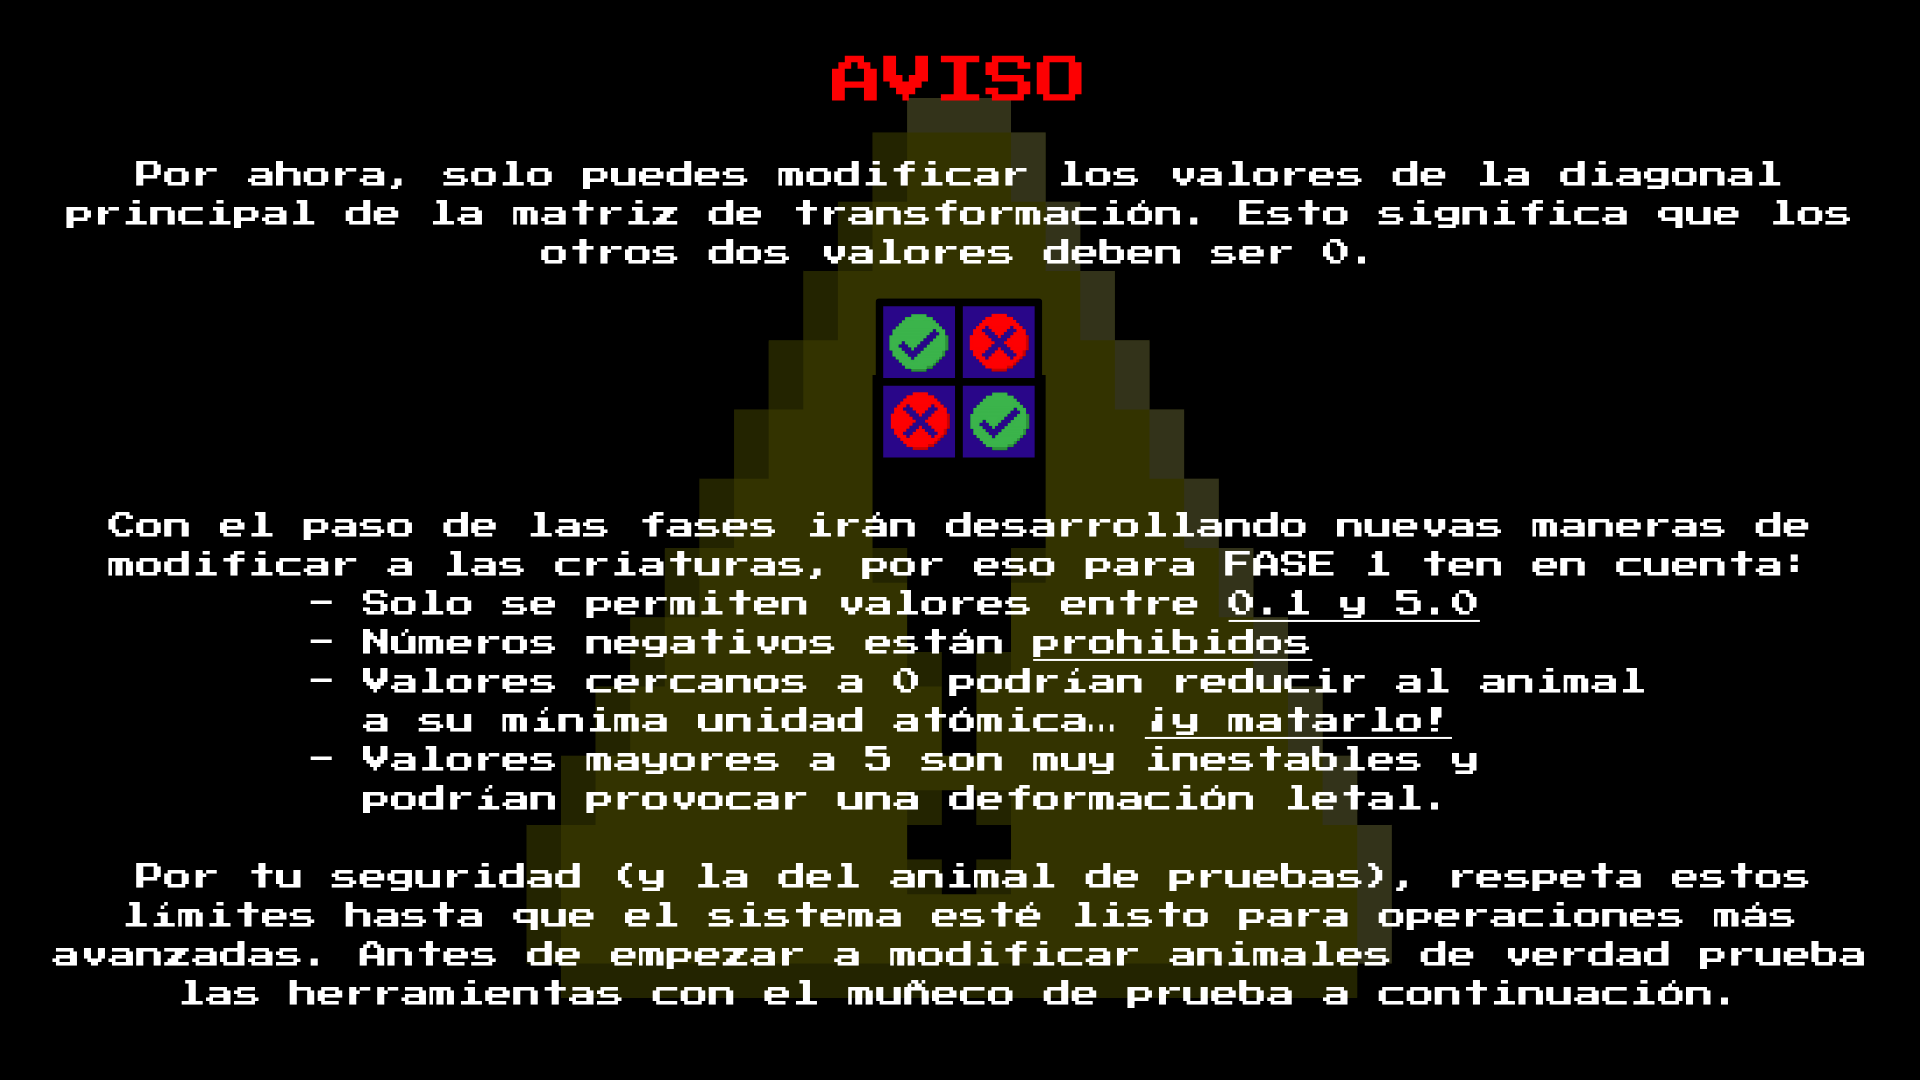 AVISO
Por ahora, solo puedes modificar los valores de la diagonal
principal de la matriz de transformación. Esto significa que los
otros dos valores deben ser 0.
Con el paso de las fases irán desarrollando nuevas maneras de
modificar a las criaturas, por eso para FASE 1 ten en cuenta:
- Solo se permiten valores entre 0.1 y 5.0
- Números negativos están prohibidos
- Valores cercanos a 0 podrían reducir al animal
a su mínima unidad atómica… ¡y matarlo!
- Valores mayores a 5 son muy inestables y
podrían provocar una deformación letal.
Por tu seguridad (y la del animal de pruebas), respeta estos
límites hasta que el sistema esté listo para operaciones más
avanzadas. Antes de empezar a modificar animales de verdad prueba
las herramientas con el muñeco de prueba a continuación.